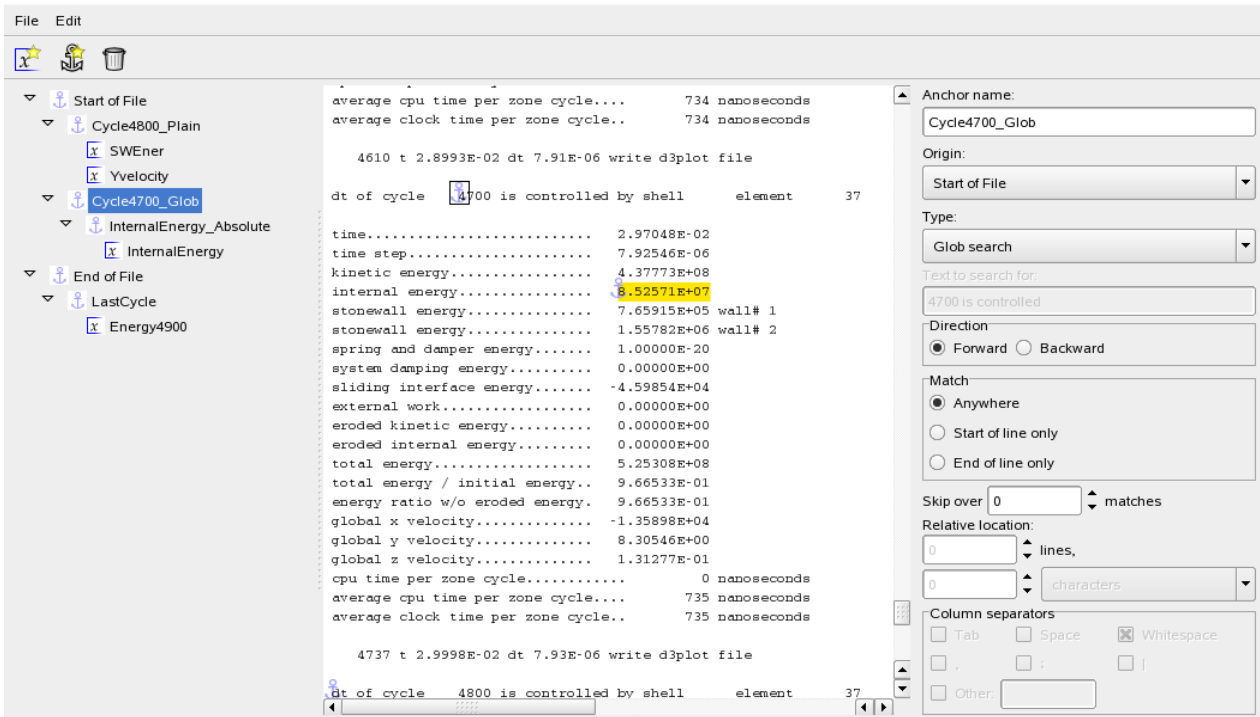 File Edit
Start of File
Cycle4800_Plain
x SWEner
x Yvelocity
Cycle4700_Glob
InternalEnergy_Absolute
x InternalEnergy
End of File
LastCycle
x Energy4900
average cpu time per zone cycle.... 734 nanoseconds
average clock time per zone cycle.. 734 nanoseconds
4610 t 2.8993E-02 dt 7.91E-06 write d3plot file
dt of cycle 4700 is controlled by shell element 37
time........................... 2.97048E-02
time step...................... 7.92546E-06
kinetic energy................. 4.37773E+08
internal energy................ 8.52571E+07
stonewall energy............... 7.65915E+05 wall# 1
stonewall energy............... 1.55782E+06 wall# 2
spring and damper energy....... 1.00000E-20
system damping energy.......... 0.00000E+00
sliding interface energy....... -4.59854E+04
external work.................. 0.00000E+00
eroded kinetic energy.......... 0.00000E+00
eroded internal energy......... 0.00000E+00
total energy................... 5.25308E+08
total energy / initial energy.. 9.66533E-01
energy ratio w/o eroded energy. 9.66533E-01
global x velocity.............. -1.35898E+04
global y velocity.............. 8.30546E+00
global z velocity.............. 1.31277E-01
cpu time per zone cycle............ 0 nanoseconds
average cpu time per zone cycle.... 735 nanoseconds
average clock time per zone cycle.. 735 nanoseconds
4737 t 2.9998E-02 dt 7.93E-06 write d3plot file
dt of cycle 4800 is controlled by shell element 37
Anchor name:
Cycle4700_Glob
Origin:
Start of File
Type:
Glob search
Text to search for:
4700 is controlled
Direction
Forward Backward
Match
Anywhere
Start of line only
End of line only
Skip over 0 matches
Relative location:
0 lines,
0 characters
Column separators
Tab Space Whitespace
, ; |
Other: